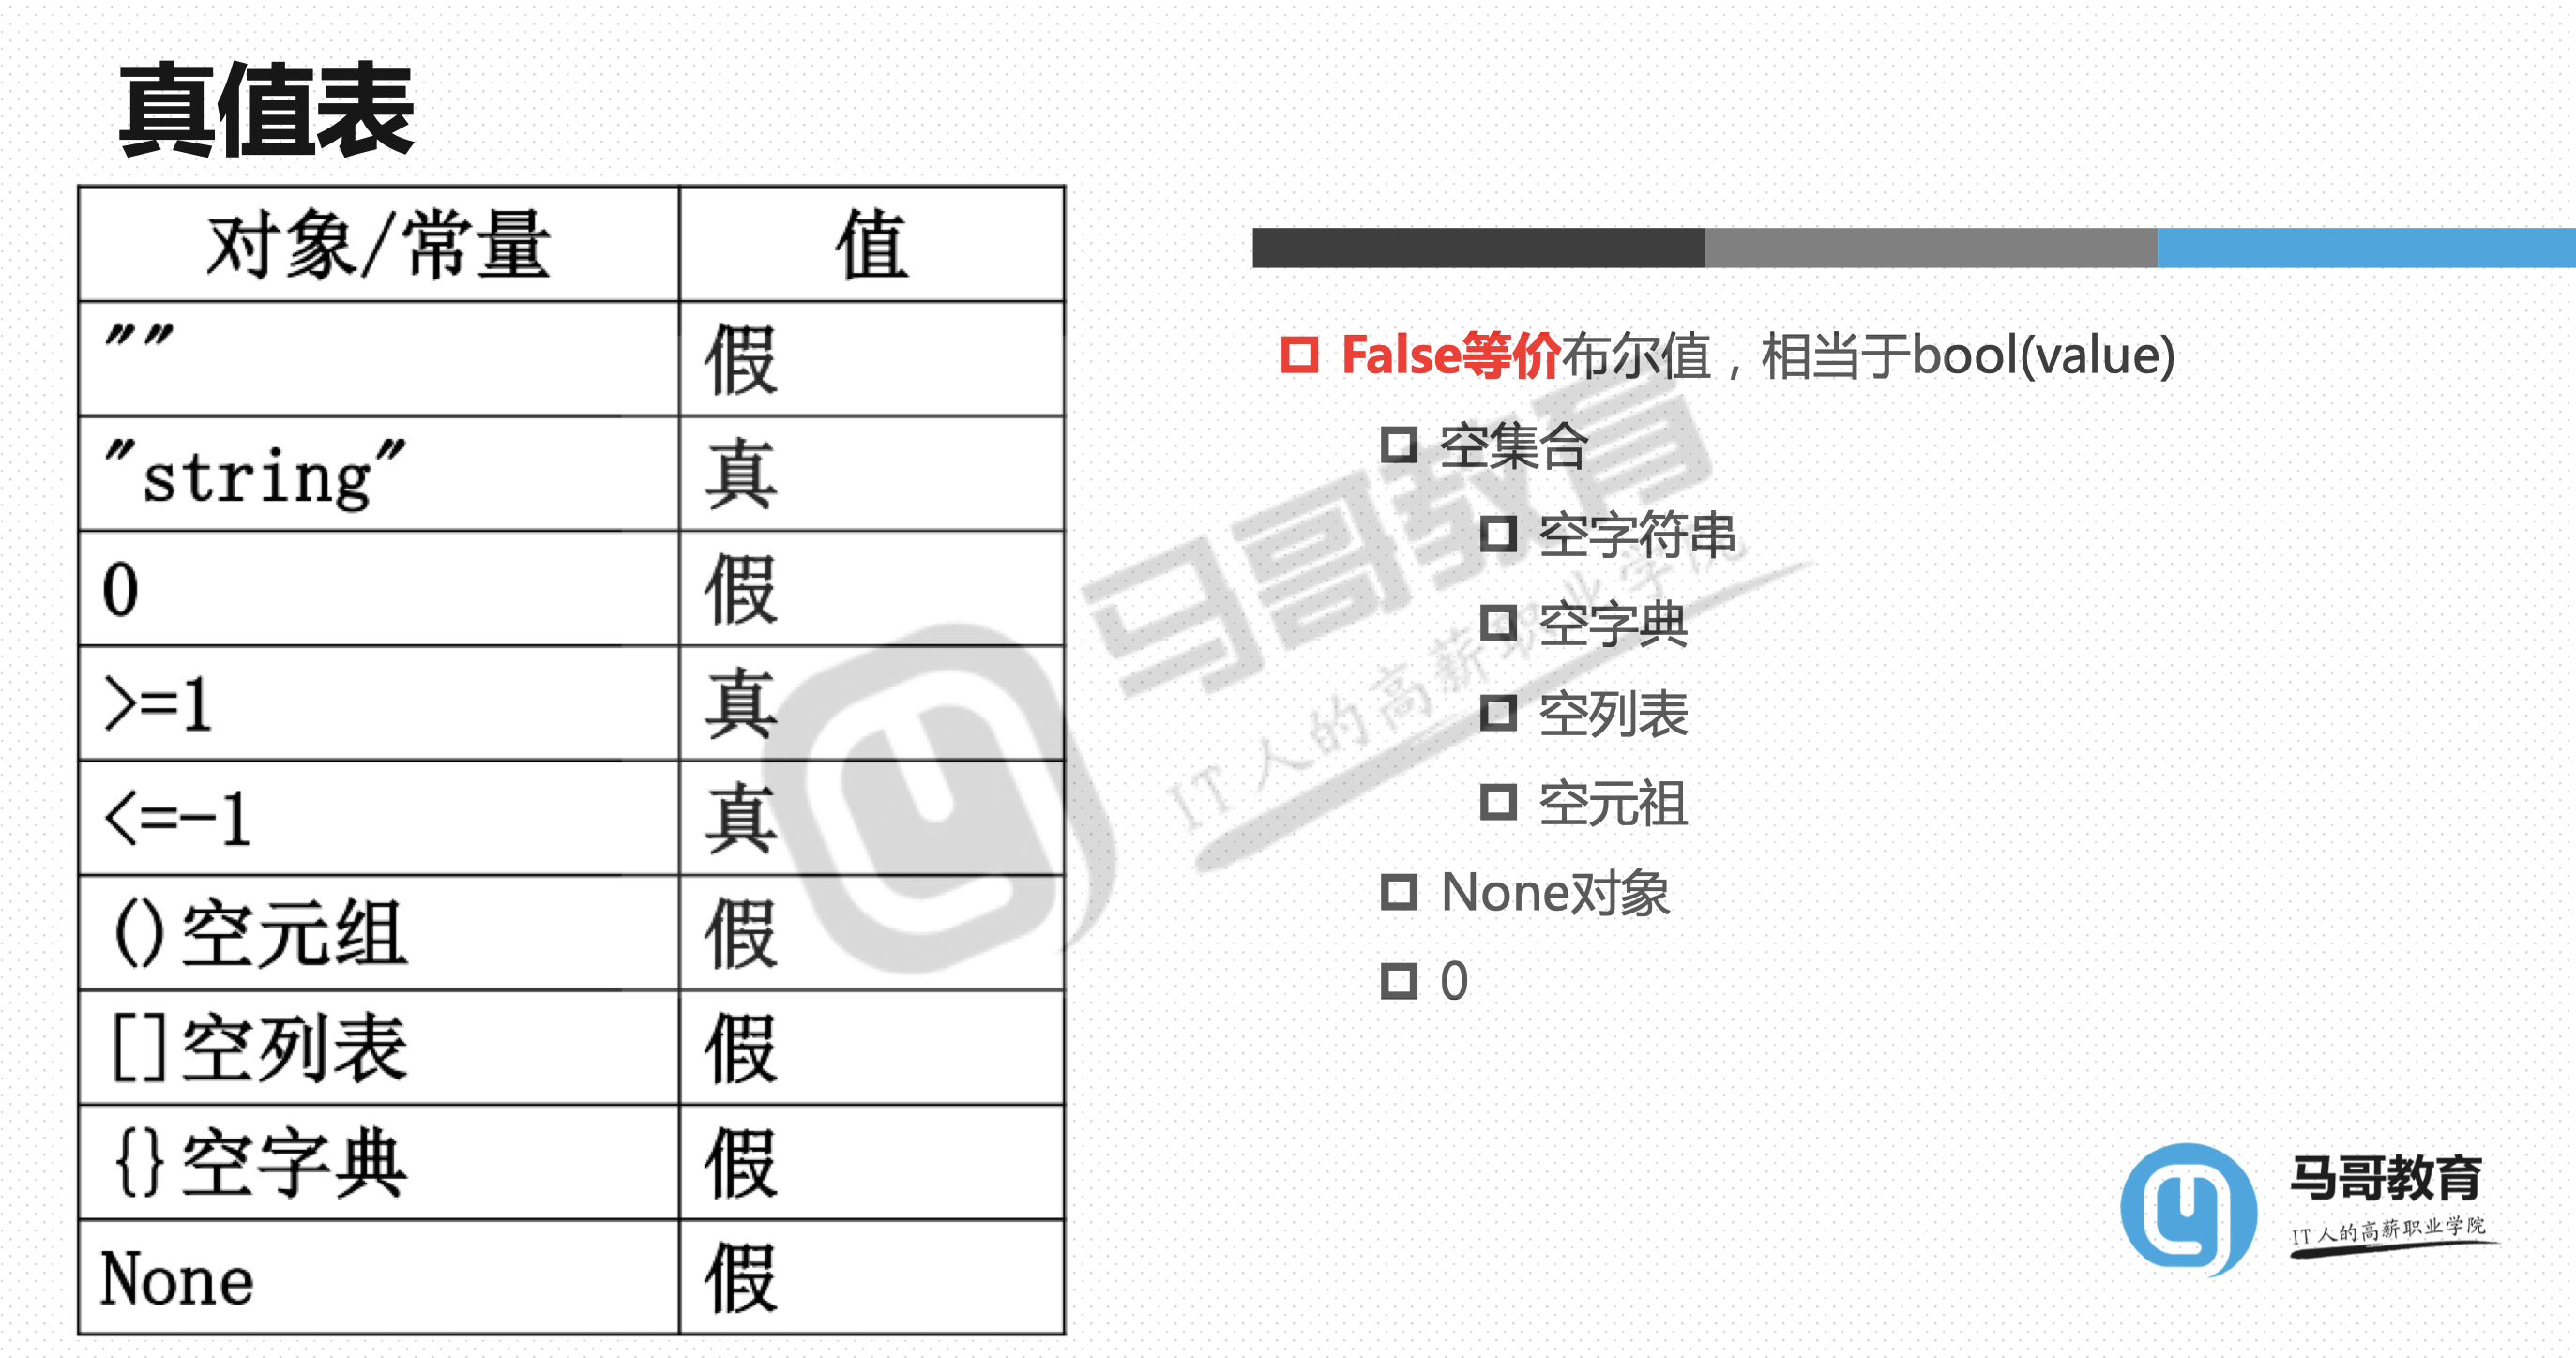 真值表
对象/常量 值
"" 假
"string" 真
0 假
>=1 真
<=-1 真
()空元组 假
[]空列表 假
{}空字典 假
None 假
False等价布尔值，相当于bool(value)
空集合
空字符串
空字典
空列表
空元祖
None对象
0
马哥教育
IT人的高薪职业学院
马哥教育
IT人的高薪职业学院